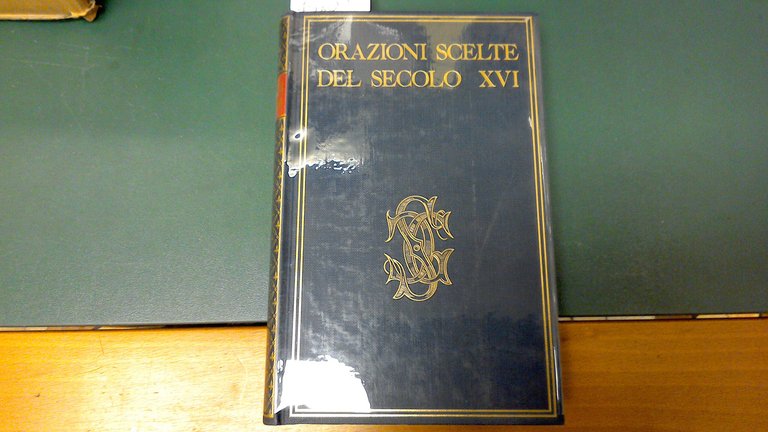 ORAZIONI SCELTE
DEL SECOLO XVI